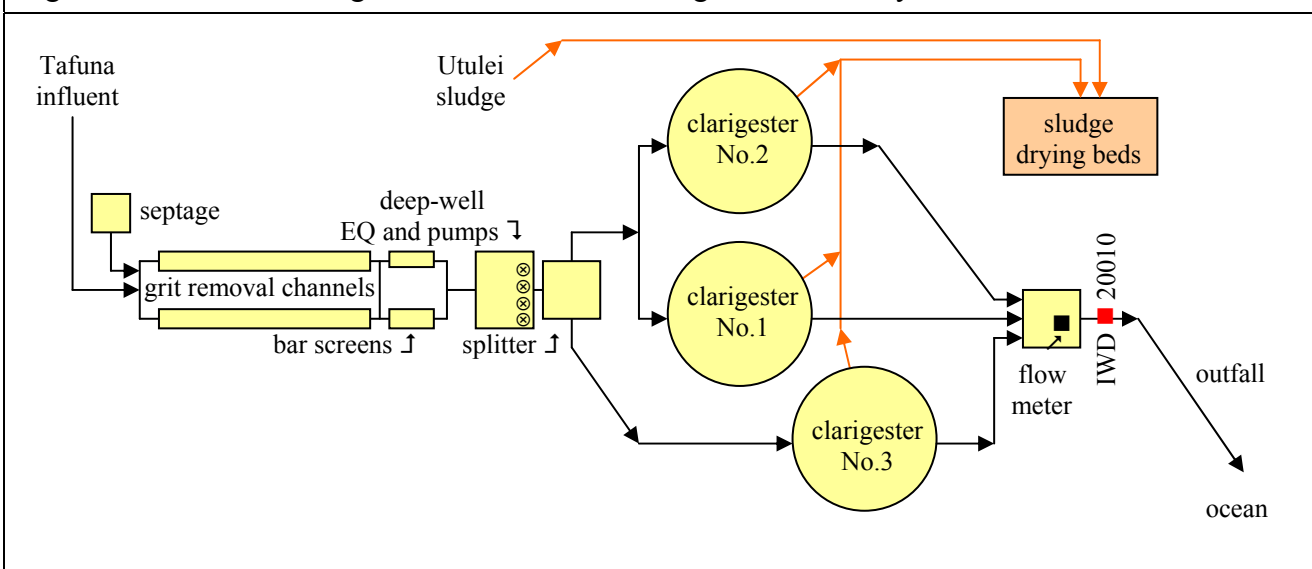 Tafuna
influent
Utulei
sludge
clarigester
No.2
sludge
drying beds
septage
deep-well
EQ and pumps
grit removal channels
bar screens
splitter
clarigester
No.1
IWD 20010
flow
meter
outfall
clarigester
No.3
ocean